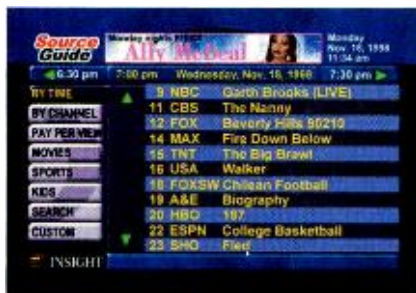 Source
Guide
Monday nights
Ally McBeal
Monday
Nov. 16, 1998
11:34 am
6:30 pm
7:00 pm Wednesday, Nov. 18, 1998 7:30 pm
BY TIME
BY CHANNEL
PAY PER VIEW
MOVIES
SPORTS
KIDS
SEARCH
CUSTOM
9 NBC Garth Brooks (LIVE)
11 CBS The Nanny
12 FOX Beverly Hills 90210
14 MAX Fire Down Below
15 TNT The Big Brawl
16 USA Walker
18 FOXSW Chilean Football
19 A&E Biography
20 HBO 187
22 ESPN College Basketball
23 SHO Fled
INSIGHT